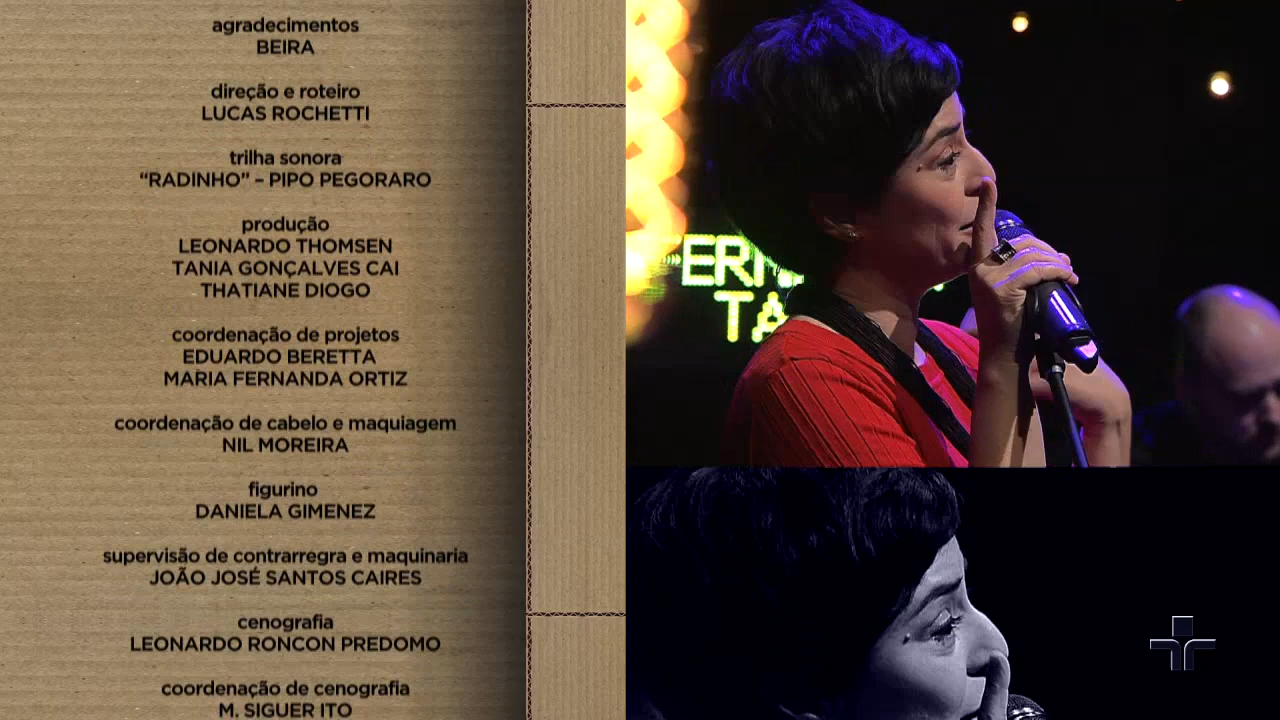 agradecimentos
BEIRA
direção e roteiro
LUCAS ROCHETTI
trilha sonora
“RADINHO” – PIPO PEGORARO
produção
LEONARDO THOMSEN
TANIA GONÇALVES CAI
THATIANE DIOGO
coordenação de projetos
EDUARDO BERETTA
MARIA FERNANDA ORTIZ
coordenação de cabelo e maquiagem
NIL MOREIRA
figurino
DANIELA GIMENEZ
supervisão de contrarregra e maquinaria
JOÃO JOSÉ SANTOS CAIRES
cenografia
LEONARDO RONCON PREDOMO
coordenação de cenografia
M. SIGUER ITO
TA